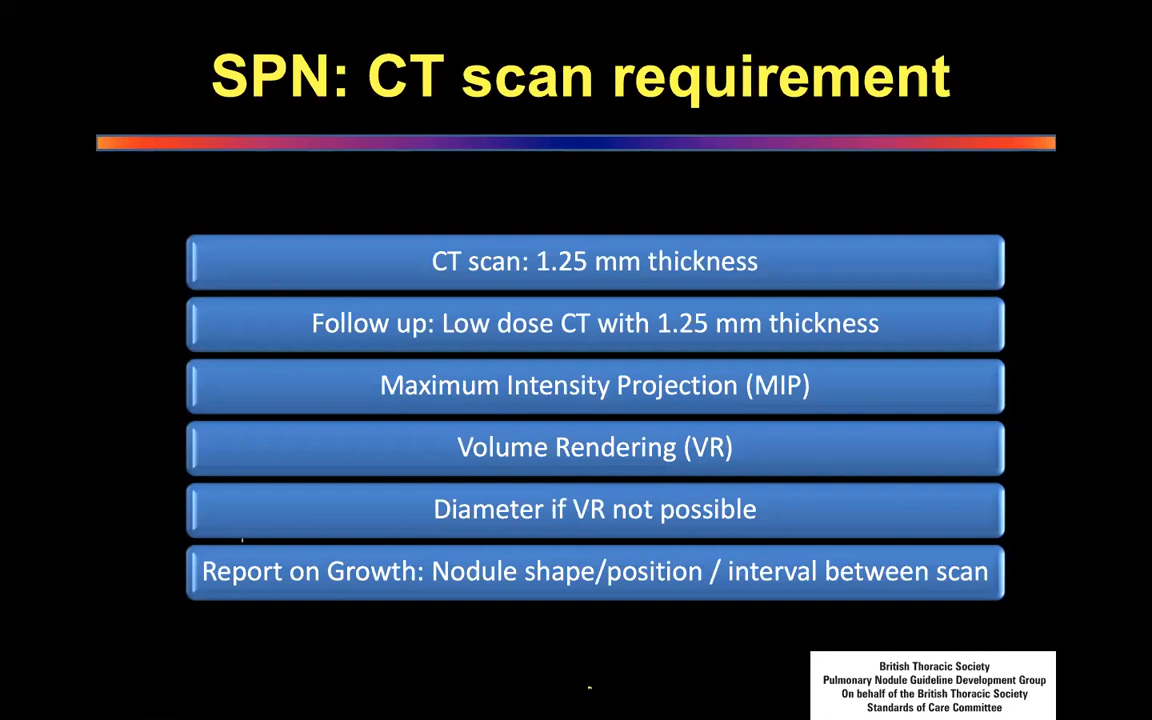 SPN: CT scan requirement
CT scan: 1.25 mm thickness
Follow up: Low dose CT with 1.25 mm thickness
Maximum Intensity Projection (MIP)
Volume Rendering (VR)
Diameter if VR not possible
Report on Growth: Nodule shape/position / interval between scan
British Thoracic Society
Pulmonary Nodule Guideline Development Group
On behalf of the British Thoracic Society
Standards of Care Committee